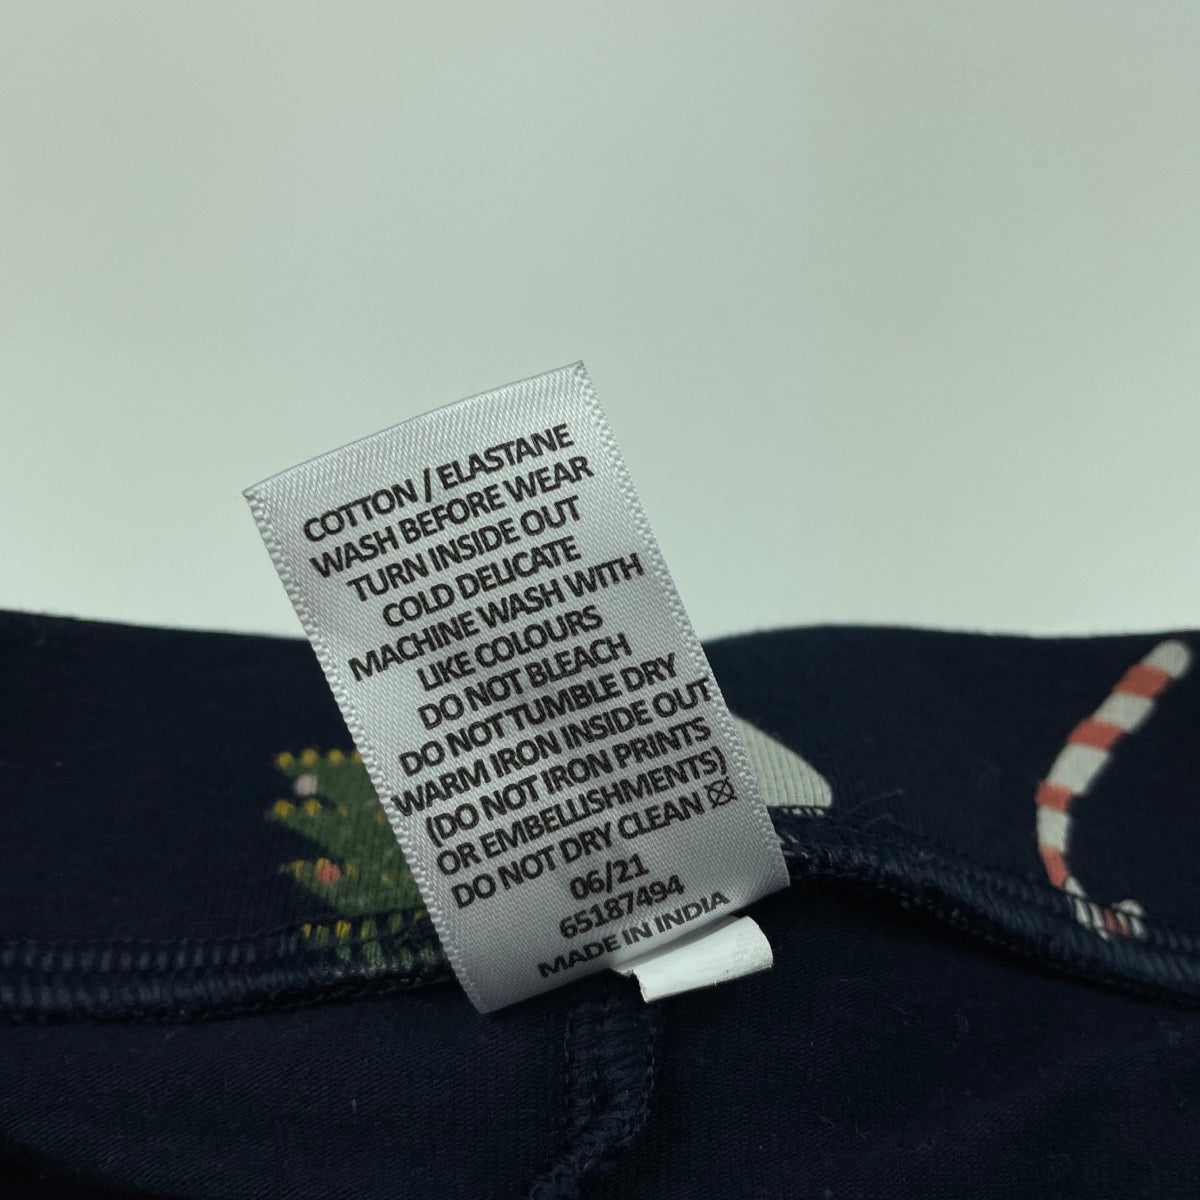 COTTON / ELASTANE
WASH BEFORE WEAR
TURN INSIDE OUT
COLD DELICATE
MACHINE WASH WITH
LIKE COLOURS
DO NOT BLEACH
DO NOT TUMBLE DRY
WARM IRON INSIDE OUT
(DO NOT IRON PRINTS
OR EMBELLISHMENTS)
DO NOT DRY CLEAN
06/21
65187494
MADE IN INDIA